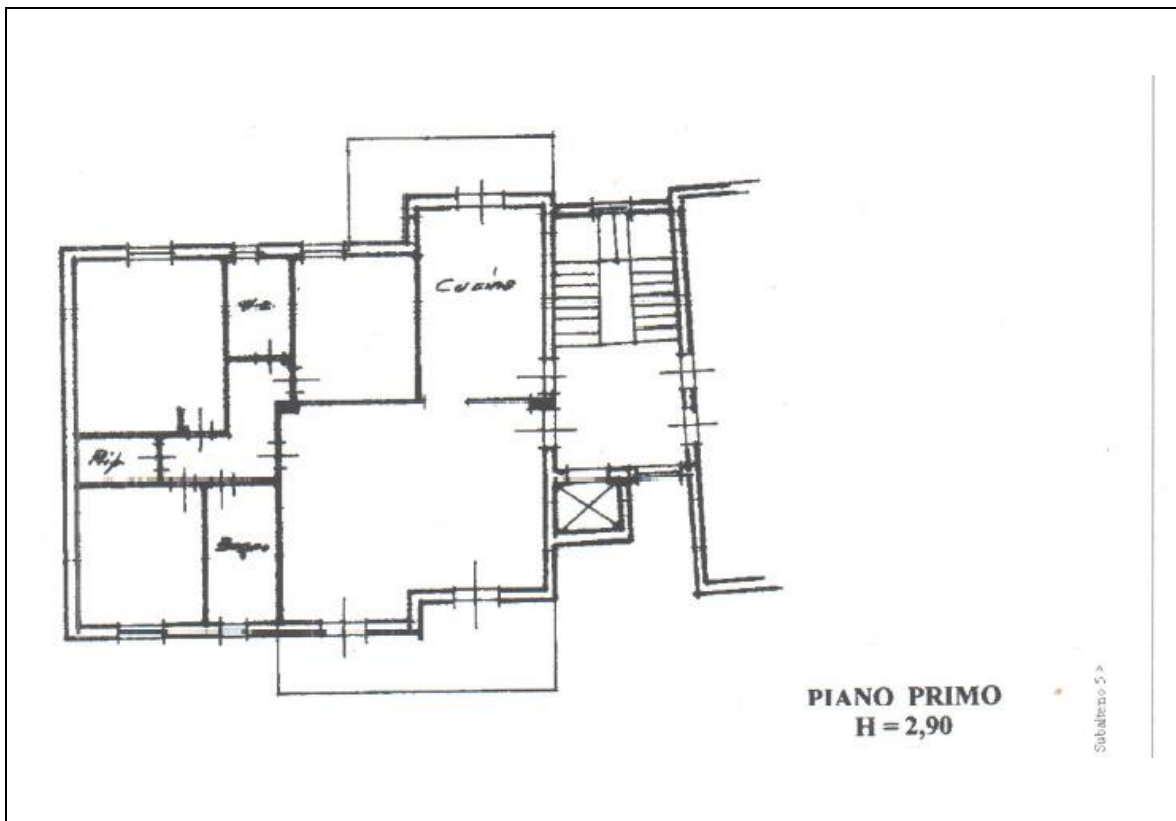 Cucina
W.C.
Rip
Bagno
PIANO PRIMO
H = 2,90
Subalterno 5 >